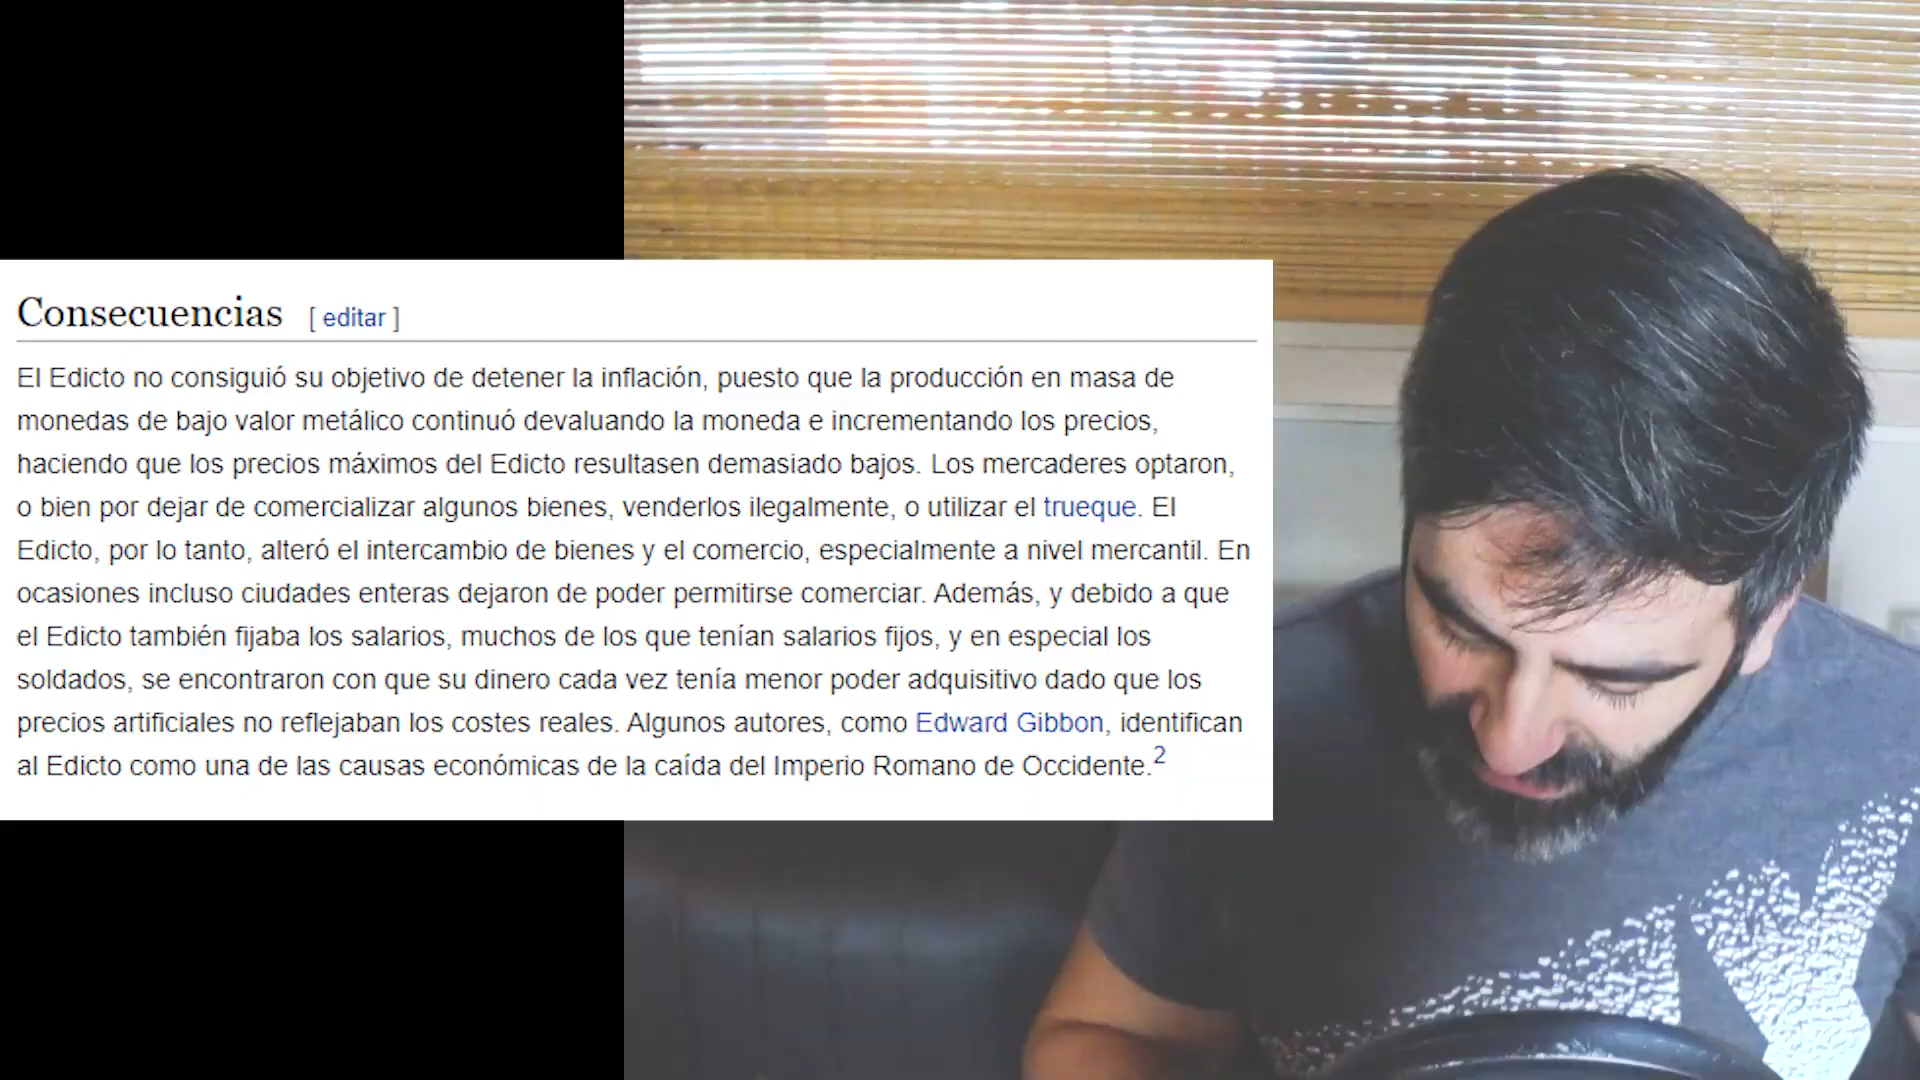 Consecuencias [ editar ]
El Edicto no consiguió su objetivo de detener la inflación, puesto que la producción en masa de
monedas de bajo valor metálico continuó devaluando la moneda e incrementando los precios,
haciendo que los precios máximos del Edicto resultasen demasiado bajos. Los mercaderes optaron,
o bien por dejar de comercializar algunos bienes, venderlos ilegalmente, o utilizar el trueque. El
Edicto, por lo tanto, alteró el intercambio de bienes y el comercio, especialmente a nivel mercantil. En
ocasiones incluso ciudades enteras dejaron de poder permitirse comerciar. Además, y debido a que
el Edicto también fijaba los salarios, muchos de los que tenían salarios fijos, y en especial los
soldados, se encontraron con que su dinero cada vez tenía menor poder adquisitivo dado que los
precios artificiales no reflejaban los costes reales. Algunos autores, como Edward Gibbon, identifican
al Edicto como una de las causas económicas de la caída del Imperio Romano de Occidente.2